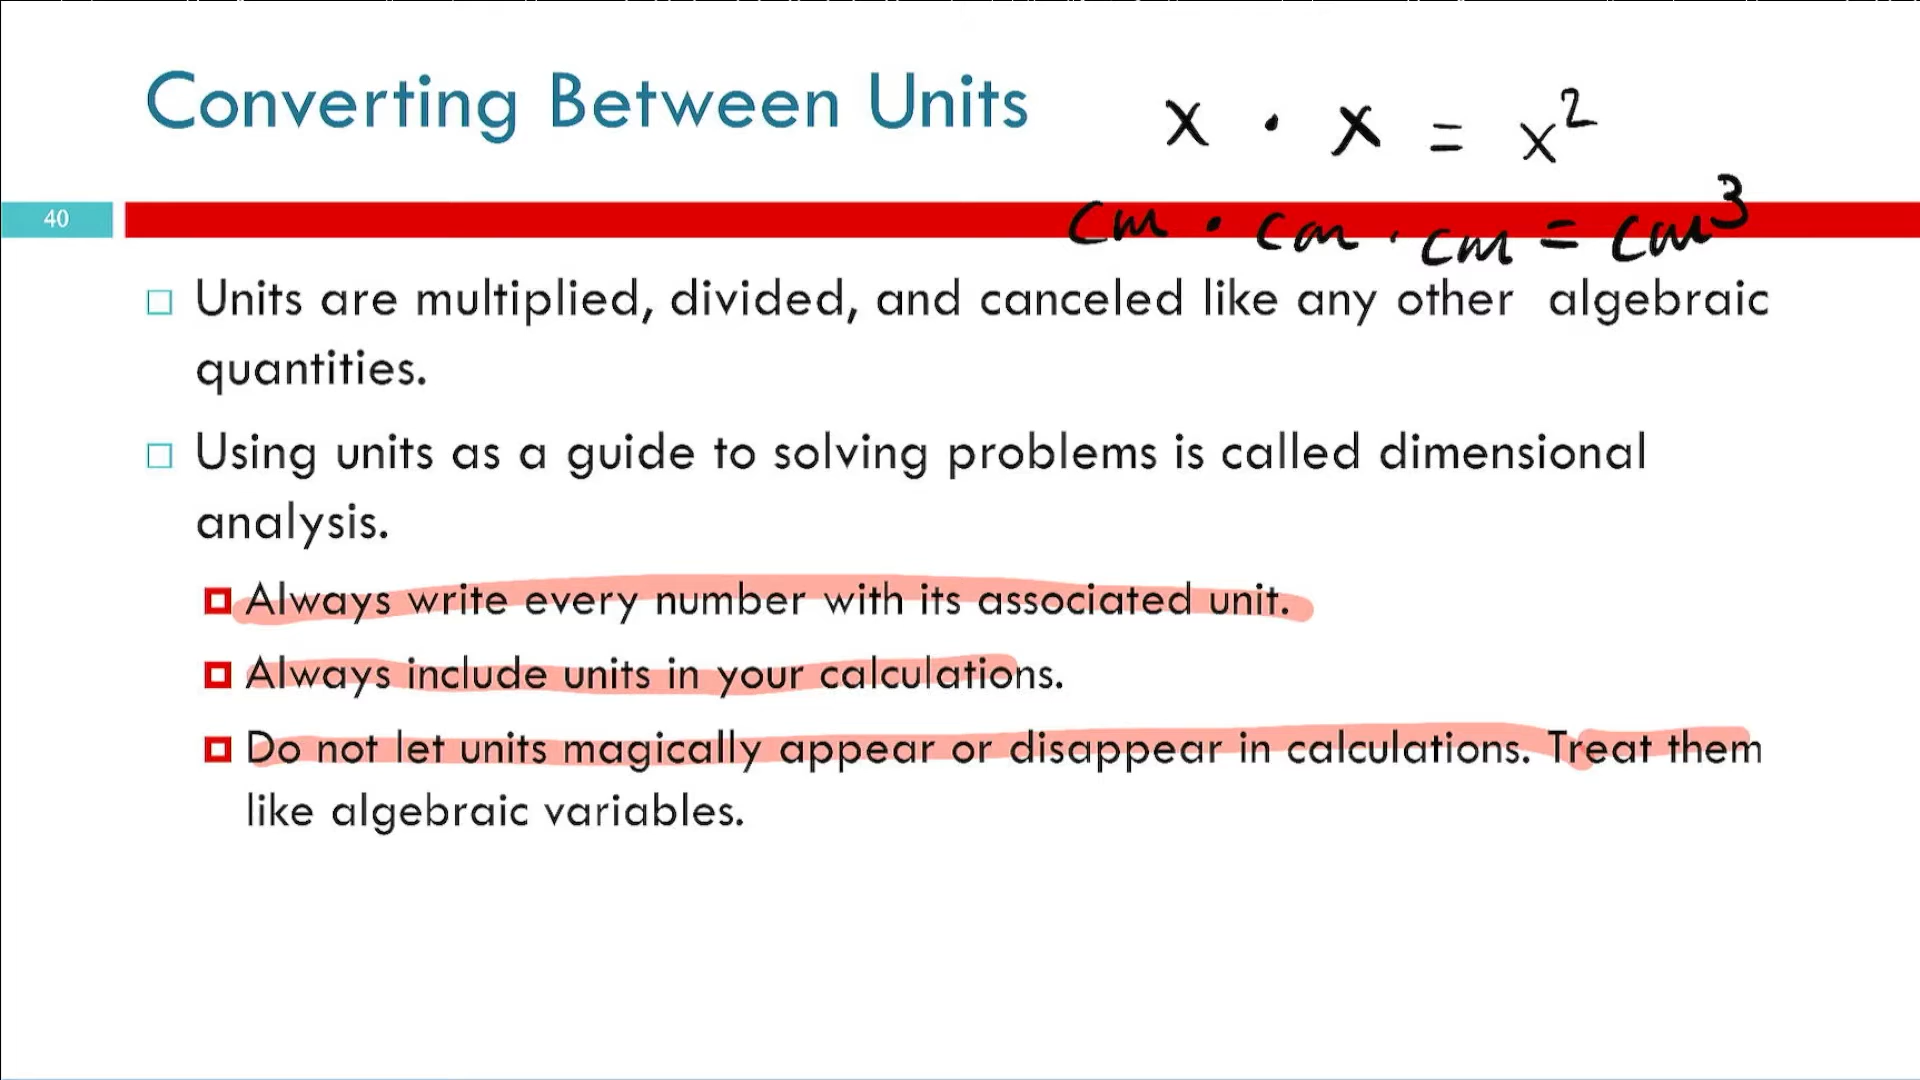 Converting Between Units
x · x = x²
40
cm · cm · cm = cm³
Units are multiplied, divided, and canceled like any other algebraic
quantities.
Using units as a guide to solving problems is called dimensional
analysis.
Always write every number with its associated unit.
Always include units in your calculations.
Do not let units magically appear or disappear in calculations. Treat them
like algebraic variables.